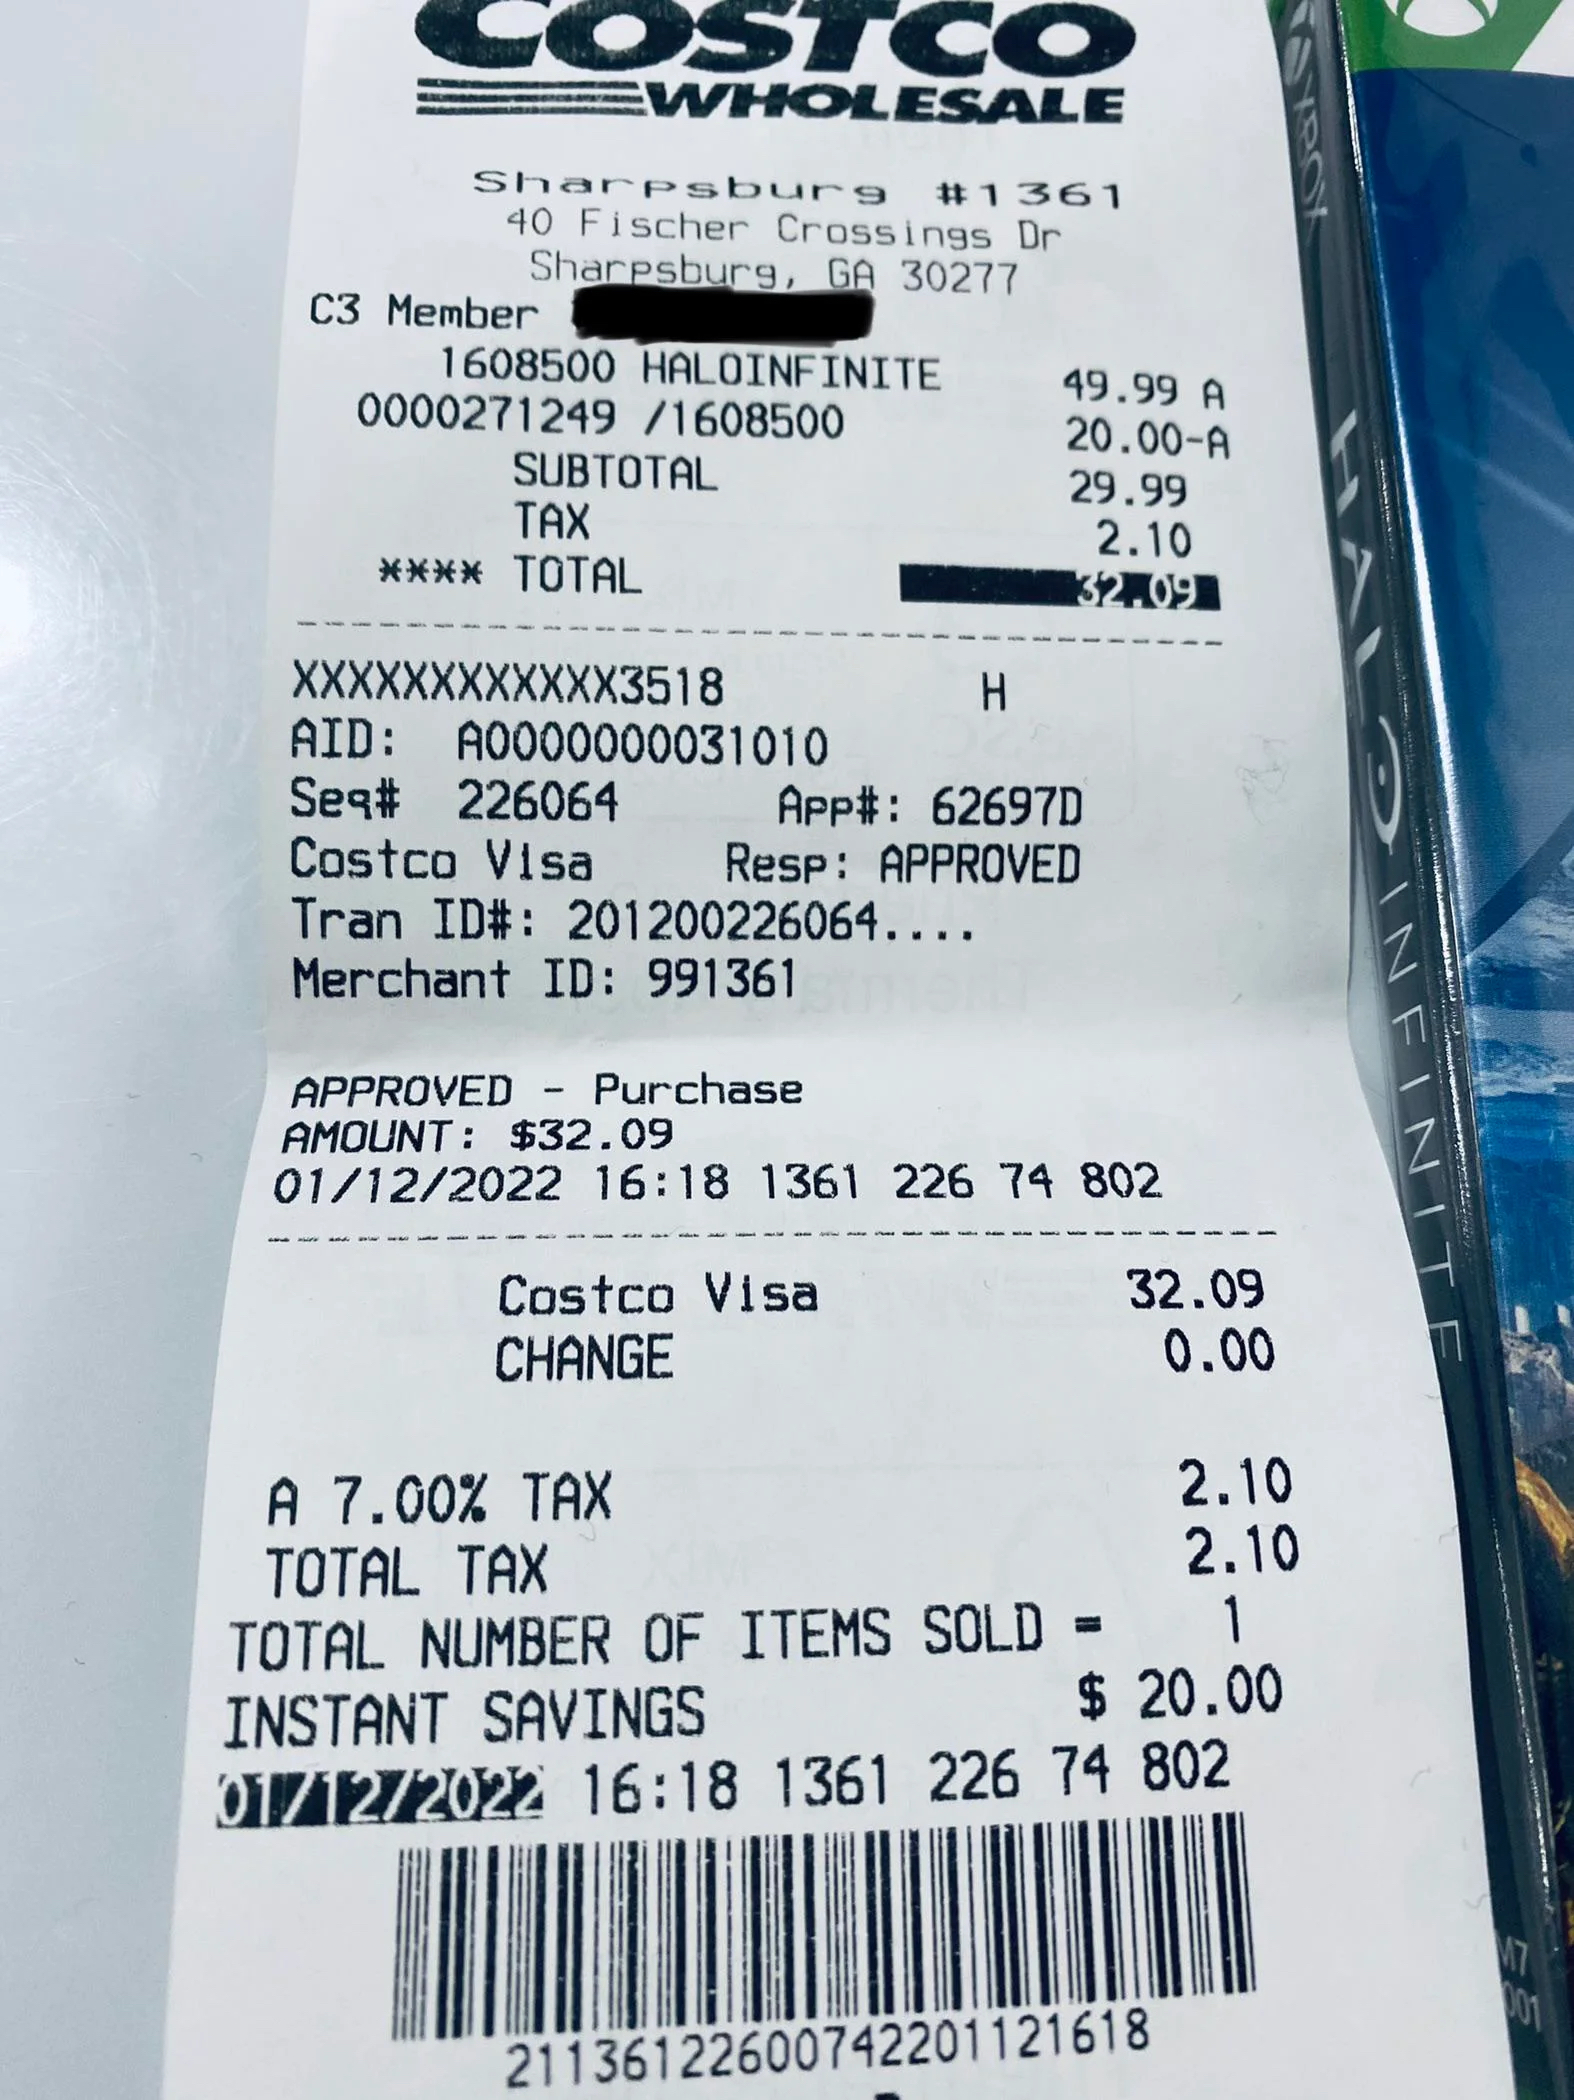 COSTCO
WHOLESALE
Sharpsburg #1361
40 Fischer Crossings Dr
Sharpsburg, GA 30277
C3 Member
1608500 HALOINFINITE 49.99 A
0000271249 /1608500 20.00-A
SUBTOTAL 29.99
TAX 2.10
**** TOTAL 32.09
XXXXXXXXXXXX3518 H
AID: A0000000031010
Seq# 226064 App#: 62697D
Costco Visa Resp: APPROVED
Tran ID#: 201200226064....
Merchant ID: 991361
APPROVED - Purchase
AMOUNT: $32.09
01/12/2022 16:18 1361 226 74 802
Costco Visa 32.09
CHANGE 0.00
A 7.00% TAX 2.10
TOTAL TAX 2.10
TOTAL NUMBER OF ITEMS SOLD = 1
INSTANT SAVINGS $ 20.00
01/12/2022 16:18 1361 226 74 802
21136122600742201121618
XBOX
HALO INFINITE